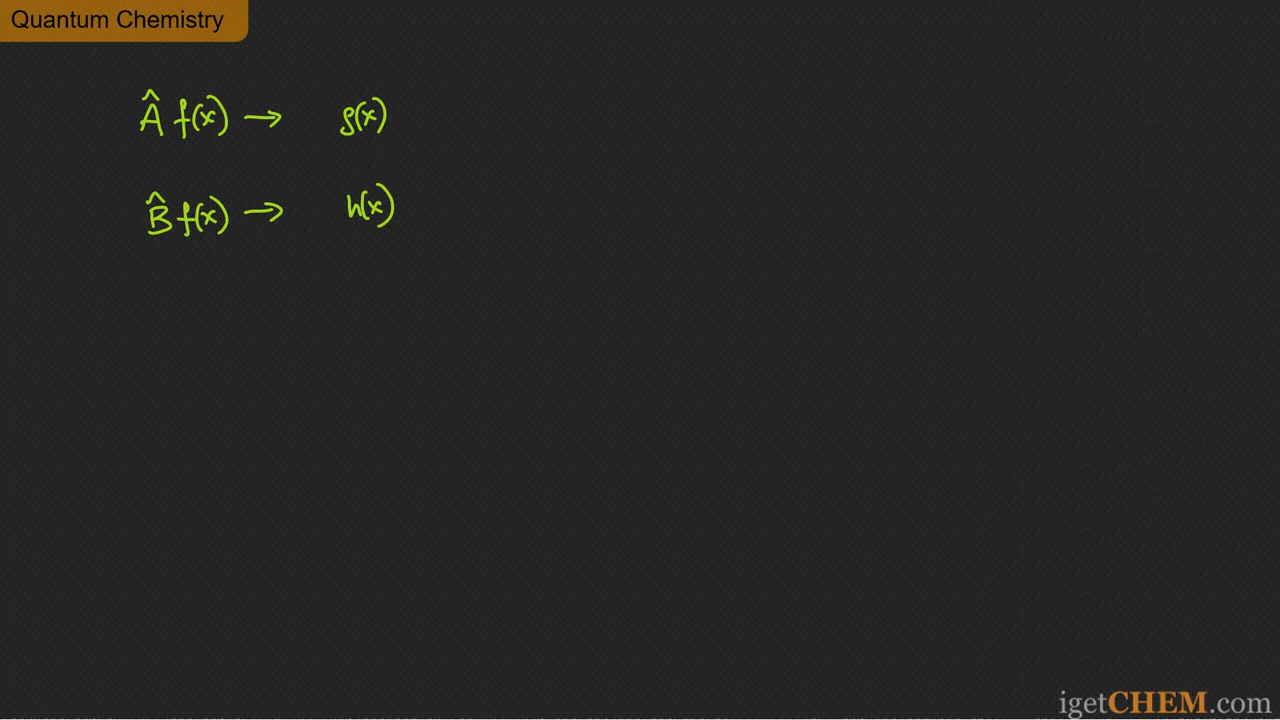 Quantum Chemistry
Â f(x) → g(x)
B̂ f(x) → h(x)
igetCHEM.com